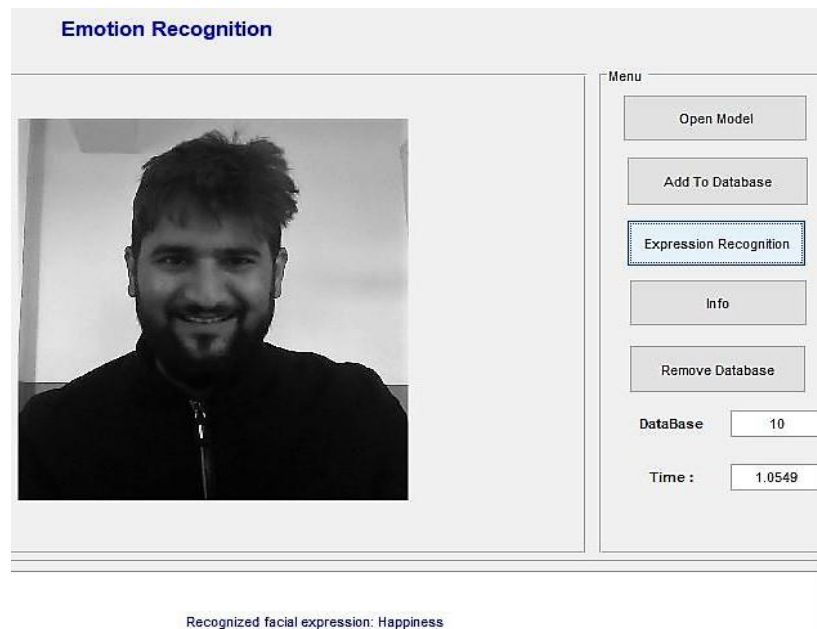 Emotion Recognition
Menu
Open Model
Add To Database
Expression Recognition
Info
Remove Database
DataBase 10
Time : 1.0549
Recognized facial expression: Happiness